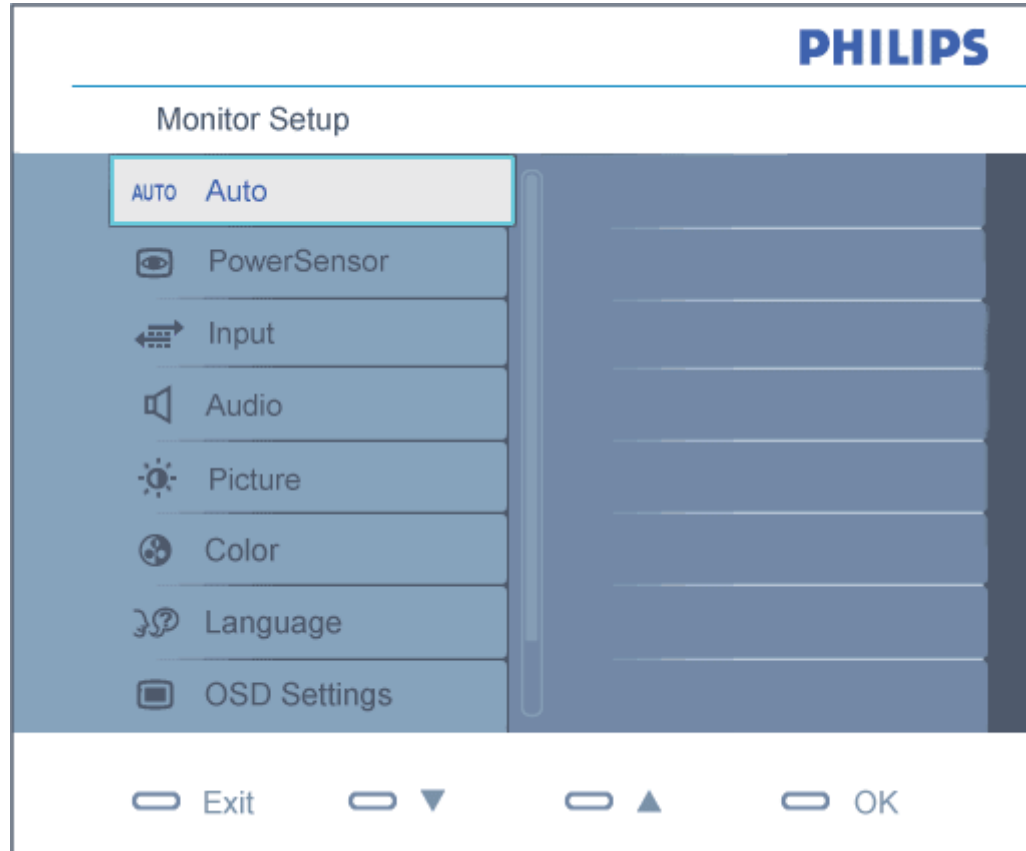 PHILIPS
Monitor Setup
AUTO Auto
PowerSensor
Input
Audio
Picture
Color
Language
OSD Settings
Exit ▼ ▲ OK